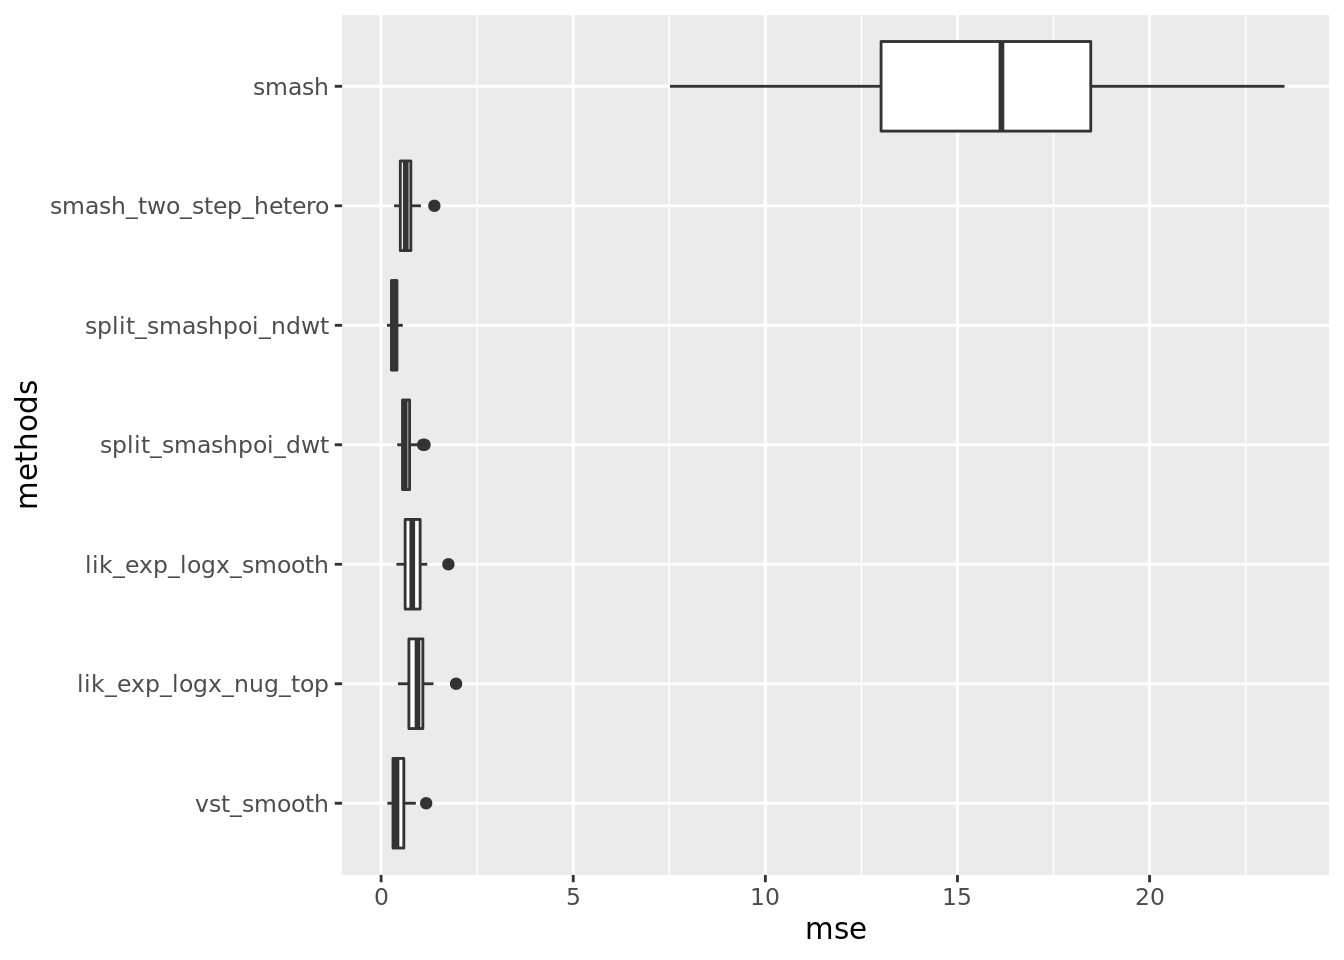 methods
smash
smash_two_step_hetero
split_smashpoi_ndwt
split_smashpoi_dwt
lik_exp_logx_smooth
lik_exp_logx_nug_top
vst_smooth
0 5 10 15 20
mse